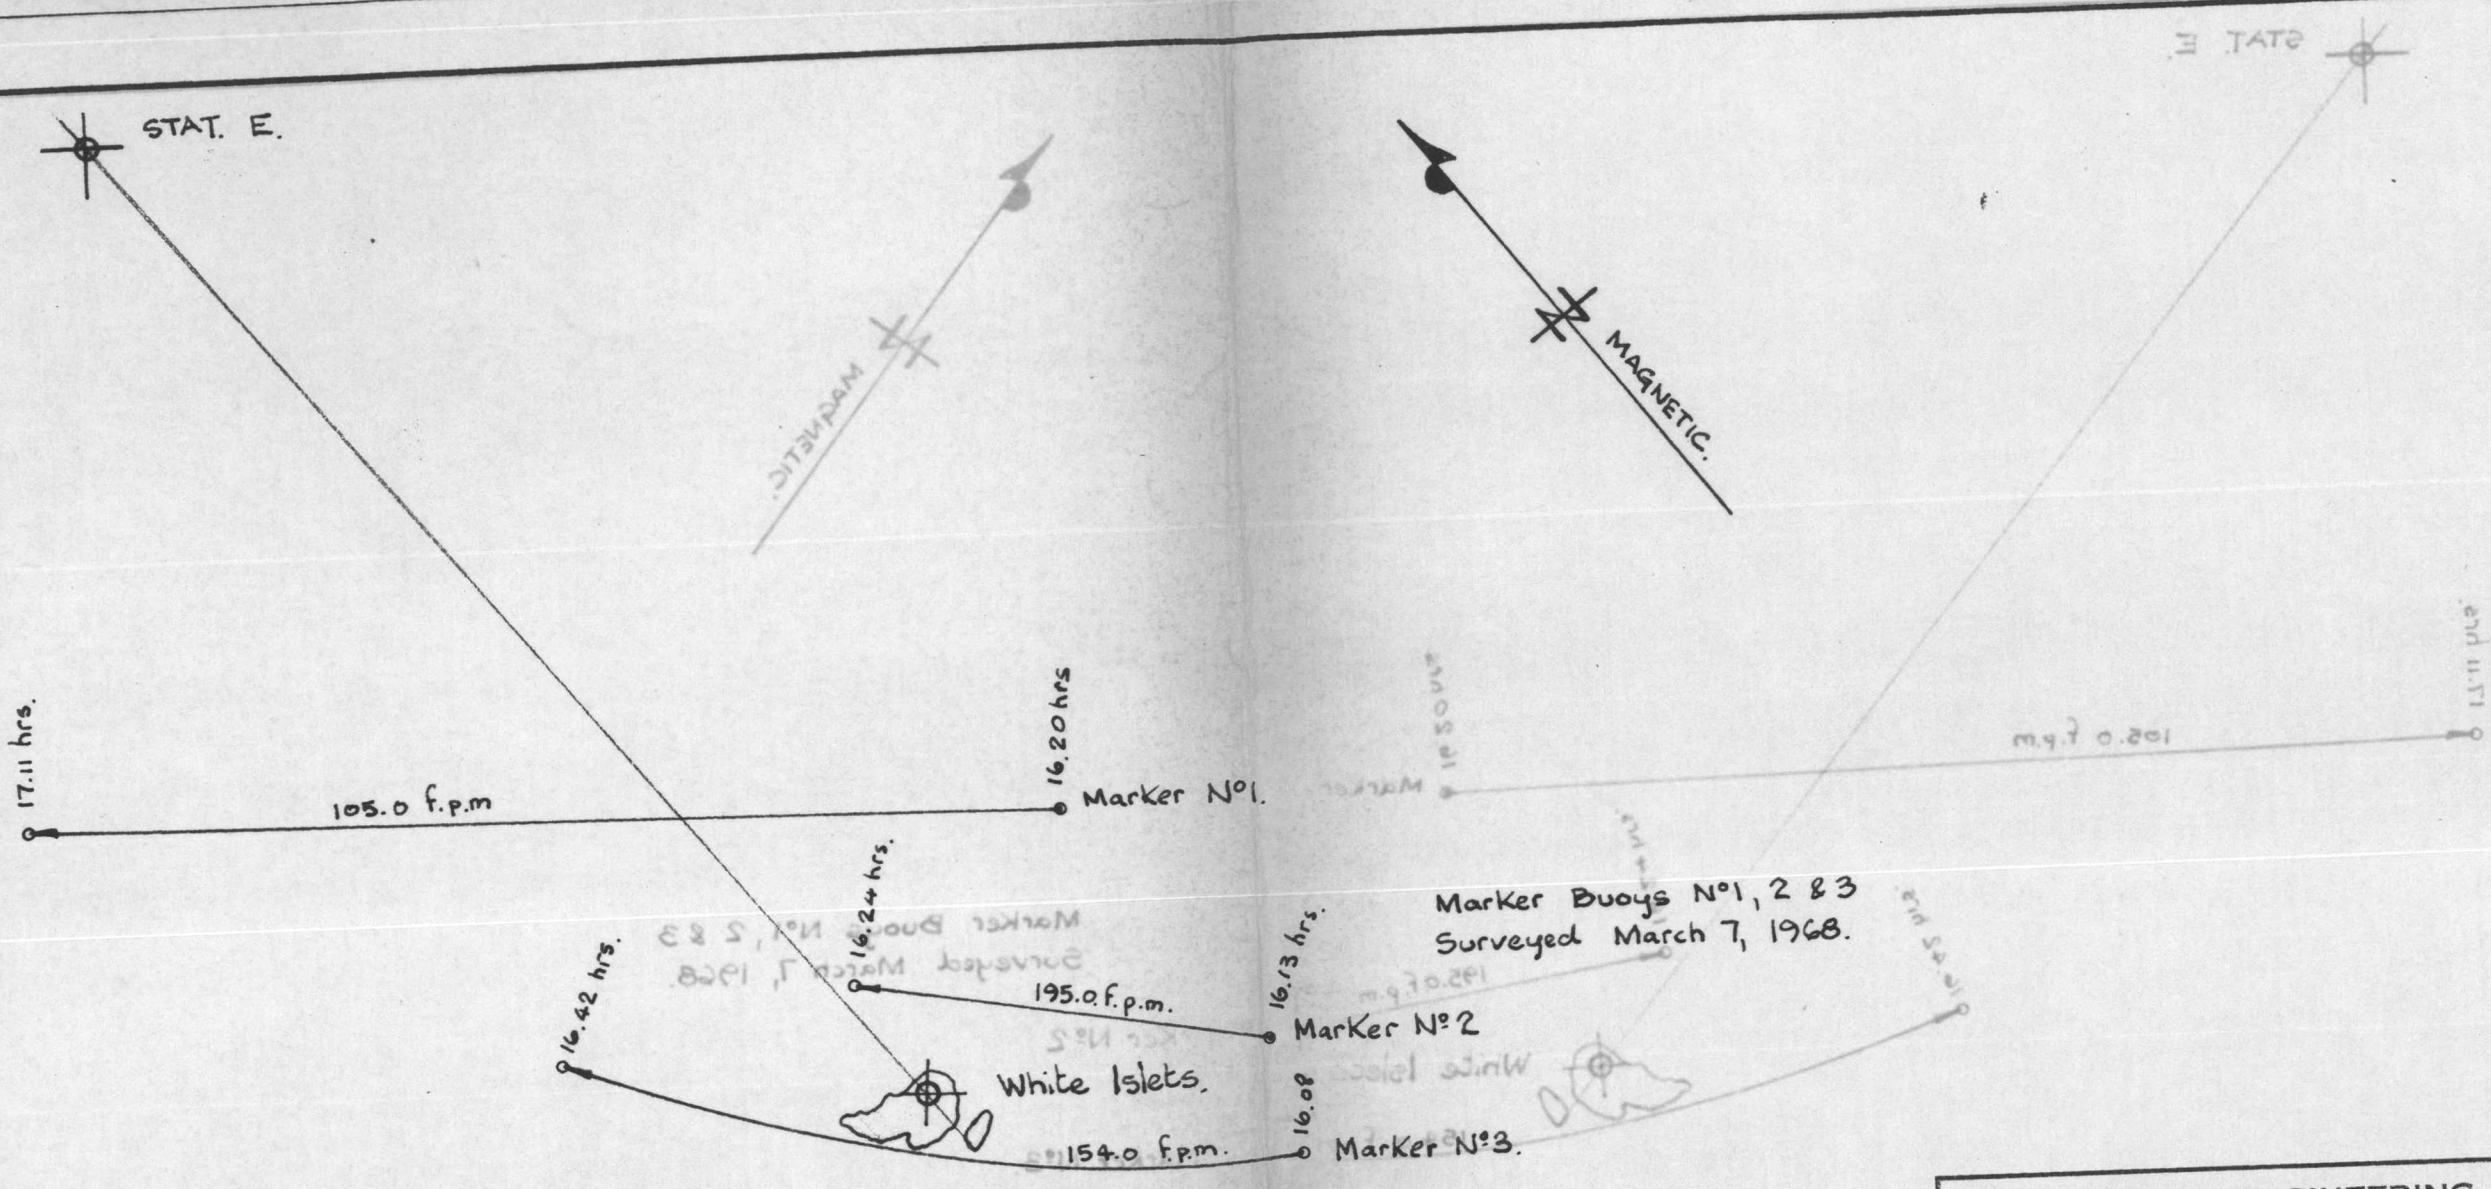 STAT. E.
MAGNETIC.
N
17.11 hrs.
105.0 f.p.m
16.20 hrs
Marker Nº1.
16.24 hrs.
Marker Buoys Nº1, 2 & 3
Surveyed March 7, 1968.
16.42 hrs.
195.0 f.p.m.
16.13 hrs.
Marker Nº2
White Islets.
16.08
154.0 f.p.m.
Marker Nº3.